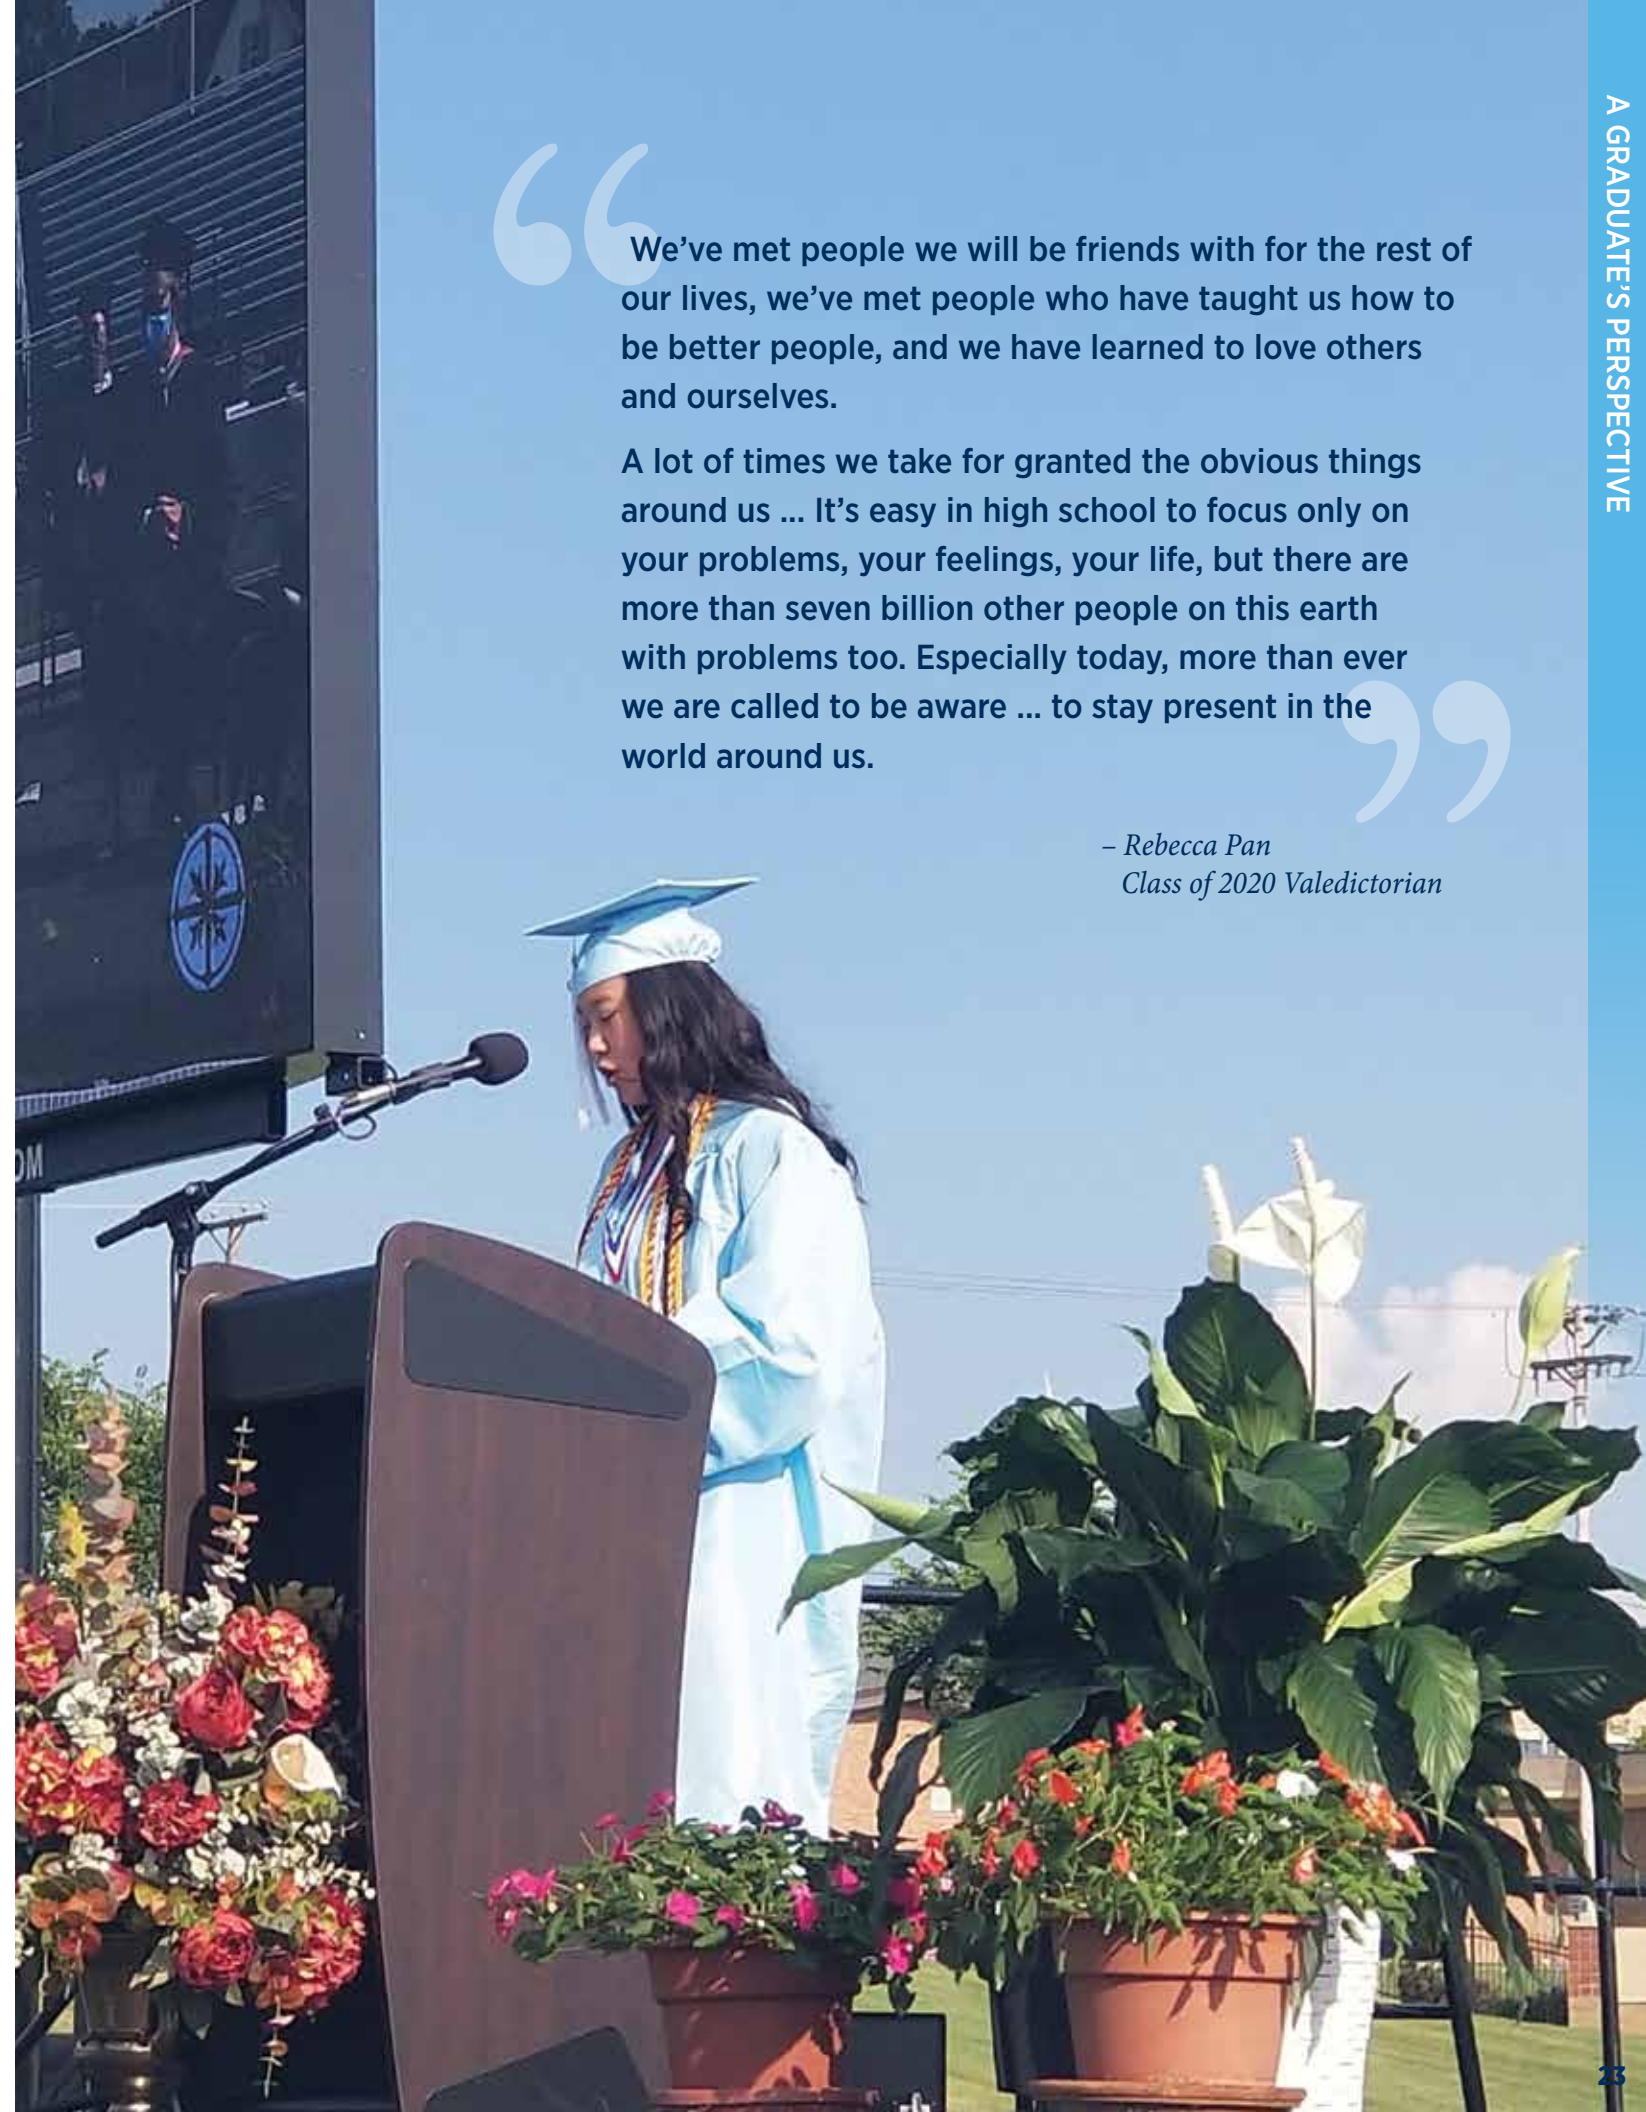 A GRADUATE’S PERSPECTIVE
“
We’ve met people we will be friends with for the rest of
our lives, we’ve met people who have taught us how to
be better people, and we have learned to love others
and ourselves.
A lot of times we take for granted the obvious things
around us ... It’s easy in high school to focus only on
your problems, your feelings, your life, but there are
more than seven billion other people on this earth
with problems too. Especially today, more than ever
we are called to be aware ... to stay present in the
world around us.
”
– Rebecca Pan
Class of 2020 Valedictorian
OM
23